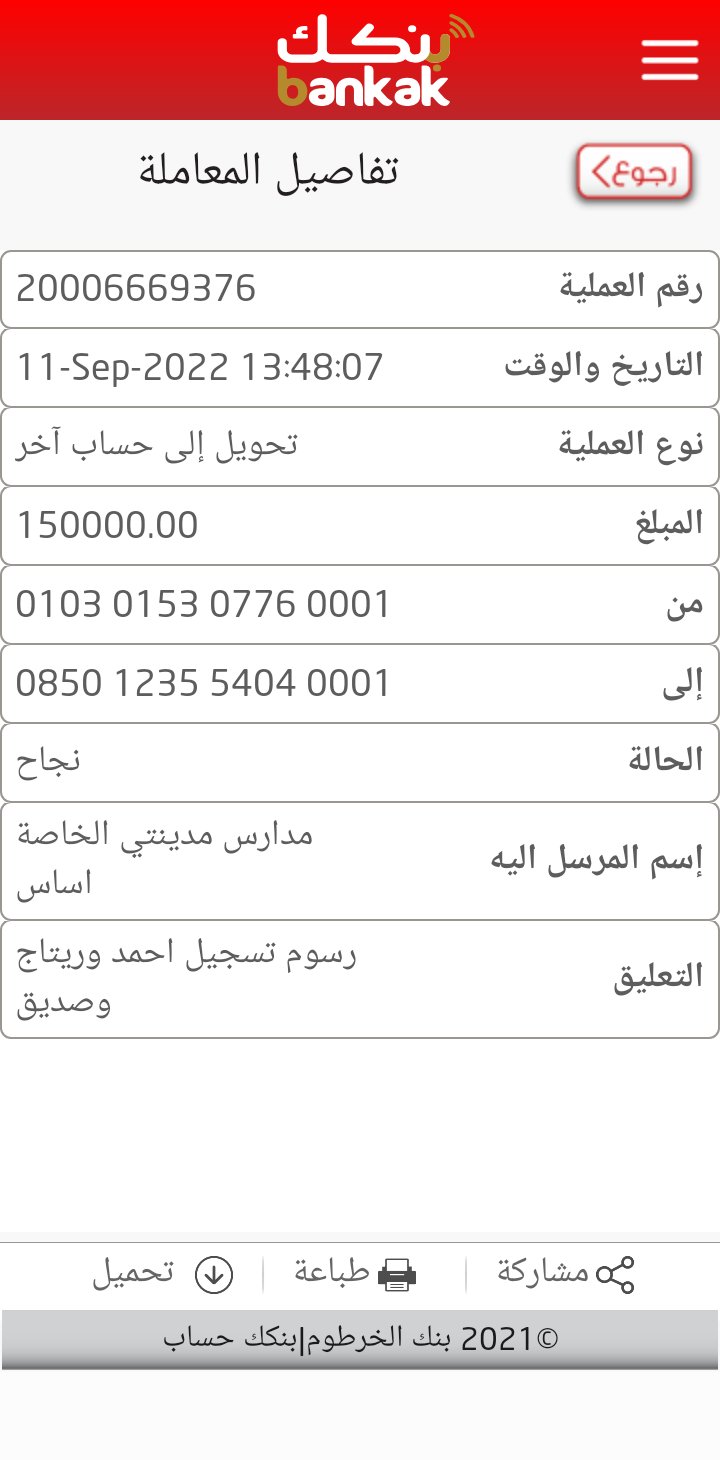 بنكك
bankak
رجوع
تفاصيل المعاملة
رقم العملية 20006669376
التاريخ والوقت 11-Sep-2022 13:48:07
نوع العملية تحويل إلى حساب آخر
المبلغ 150000.00
من 0103 0153 0776 0001
إلى 0850 1235 5404 0001
الحالة نجاح
إسم المرسل اليه مدارس مدينتي الخاصة
اساس
التعليق رسوم تسجيل احمد وريتاج
وصديق
مشاركة | طباعة | تحميل
©2021 بنك الخرطوم|بنكك حساب